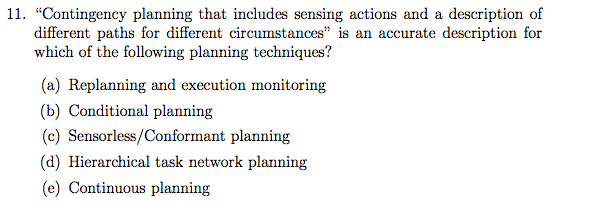 11. “Contingency planning that includes sensing actions and a description of
different paths for different circumstances” is an accurate description for
which of the following planning techniques?
(a) Replanning and execution monitoring
(b) Conditional planning
(c) Sensorless/Conformant planning
(d) Hierarchical task network planning
(e) Continuous planning